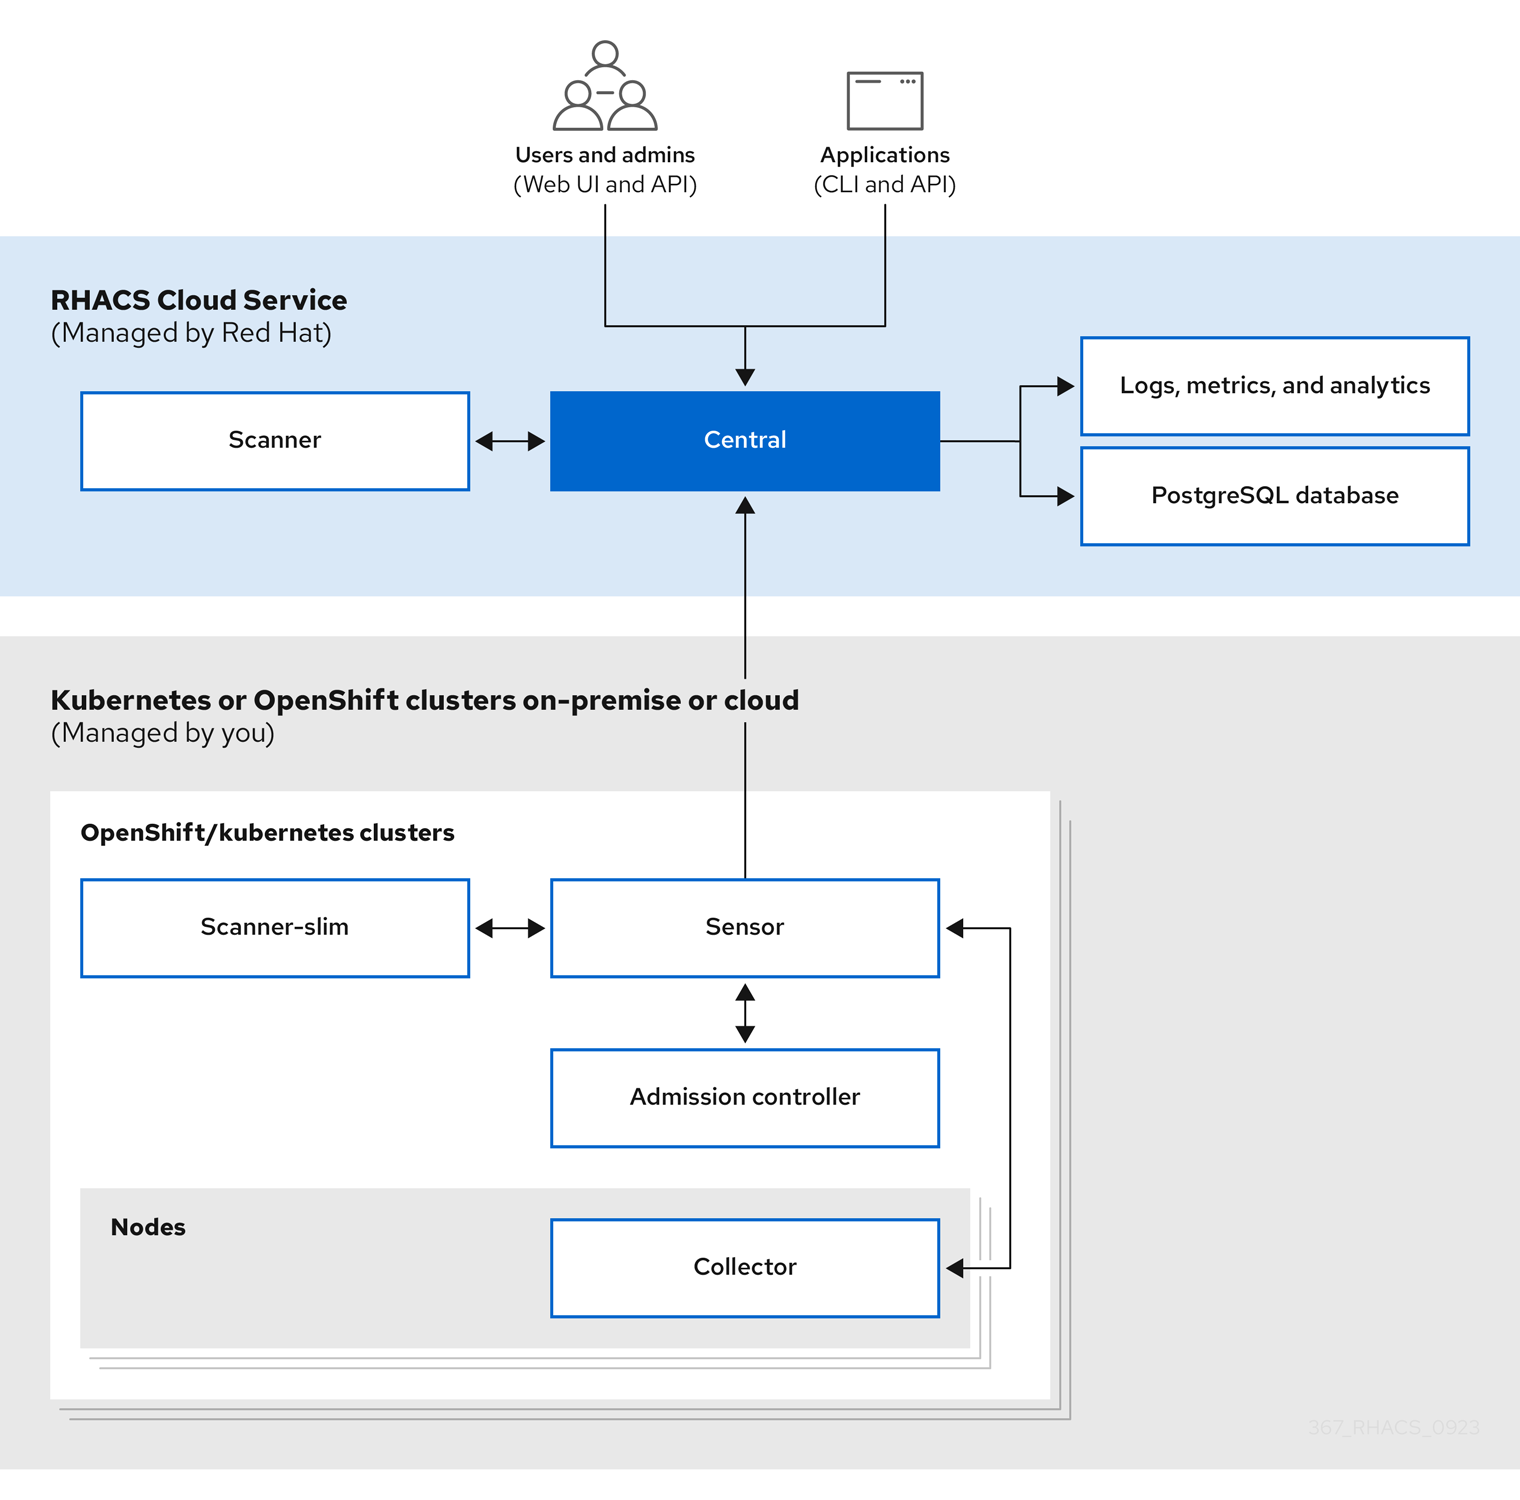 Users and admins
(Web UI and API)
Applications
(CLI and API)
RHACS Cloud Service
(Managed by Red Hat)
Scanner
Central
Logs, metrics, and analytics
PostgreSQL database
Kubernetes or OpenShift clusters on-premise or cloud
(Managed by you)
OpenShift/kubernetes clusters
Scanner-slim
Sensor
Admission controller
Nodes
Collector
367_RHACS_0923